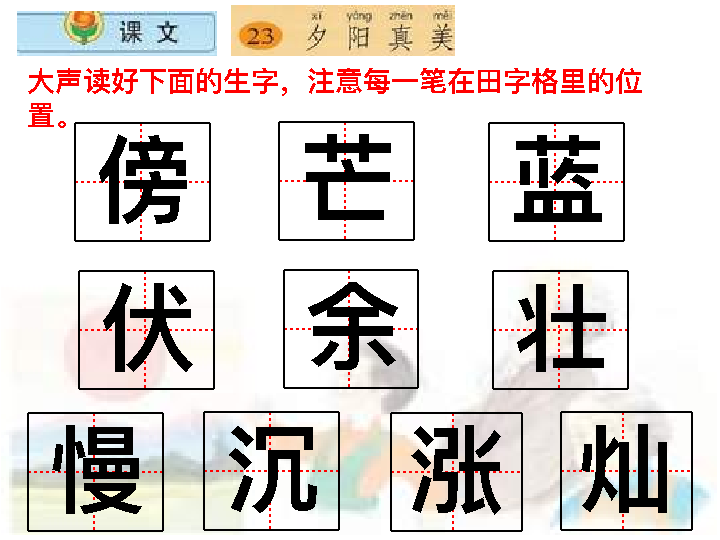 课文
xī yáng zhēn měi
23 夕阳真美
大声读好下面的生字，注意每一笔在田字格里的位
置。
傍 芒 蓝
伏 余 壮
慢 沉 涨 灿